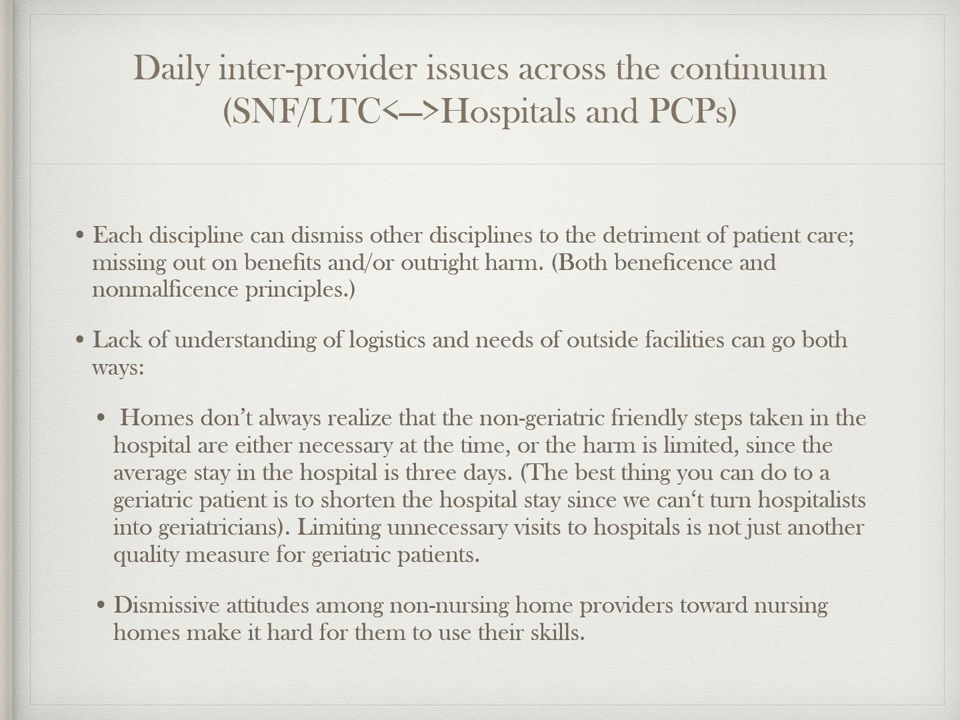 Daily inter-provider issues across the continuum
(SNF/LTC<—>Hospitals and PCPs)
• Each discipline can dismiss other disciplines to the detriment of patient care;
missing out on benefits and/or outright harm. (Both beneficence and
nonmalficence principles.)
• Lack of understanding of logistics and needs of outside facilities can go both
ways:
• Homes don’t always realize that the non-geriatric friendly steps taken in the
hospital are either necessary at the time, or the harm is limited, since the
average stay in the hospital is three days. (The best thing you can do to a
geriatric patient is to shorten the hospital stay since we can‘t turn hospitalists
into geriatricians). Limiting unnecessary visits to hospitals is not just another
quality measure for geriatric patients.
• Dismissive attitudes among non-nursing home providers toward nursing
homes make it hard for them to use their skills.